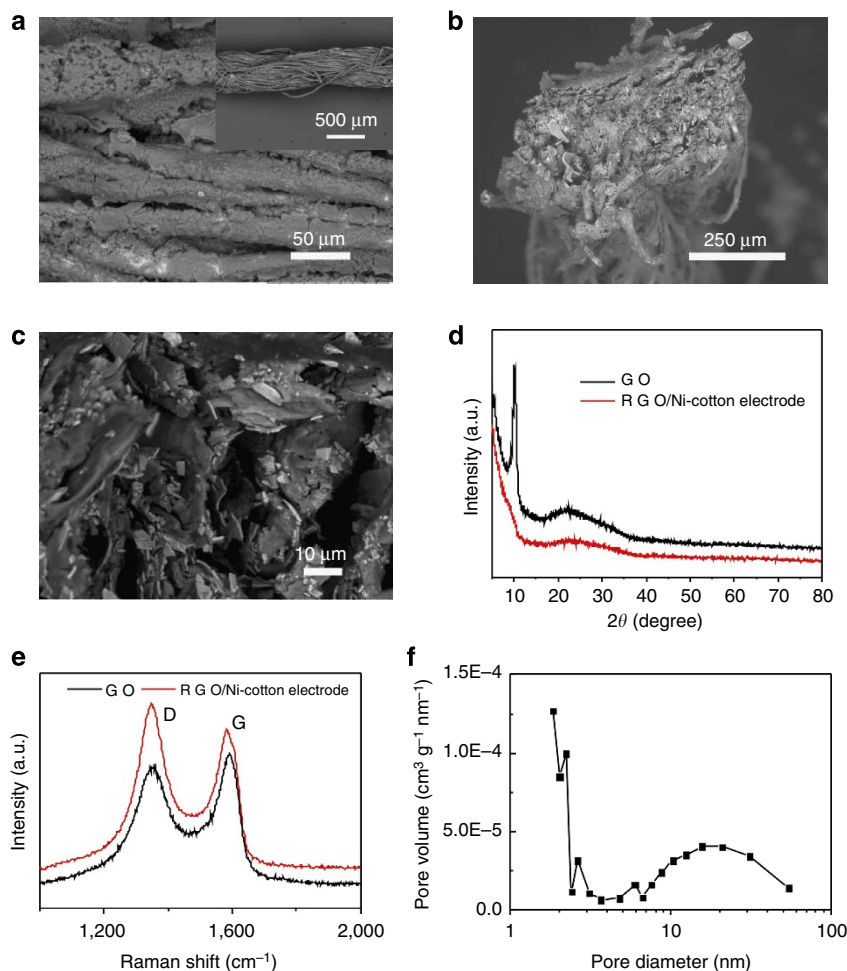 a
500 μm
50 μm
b
250 μm
c
10 μm
d
G O
R G O/Ni-cotton electrode
Intensity (a.u.)
10 20 30 40 50 60 70 80
2θ (degree)
e
G O R G O/Ni-cotton electrode
D
G
Intensity (a.u.)
1,200 1,600 2,000
Raman shift (cm⁻¹)
f
1.5E–4
1.0E–4
5.0E–5
0.0
Pore volume (cm³ g⁻¹ nm⁻¹)
1 10 100
Pore diameter (nm)